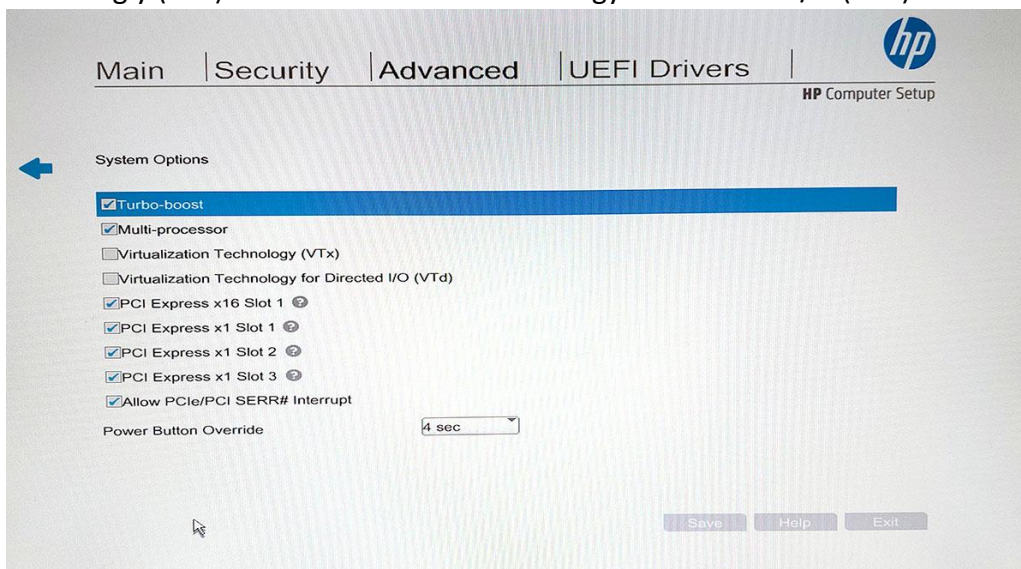 hp
Main Security Advanced UEFI Drivers
HP Computer Setup
System Options
Turbo-boost
Multi-processor
Virtualization Technology (VTx)
Virtualization Technology for Directed I/O (VTd)
PCI Express x16 Slot 1 ?
PCI Express x1 Slot 1 ?
PCI Express x1 Slot 2 ?
PCI Express x1 Slot 3 ?
Allow PCIe/PCI SERR# Interrupt
Power Button Override 4 sec
Save Help Exit